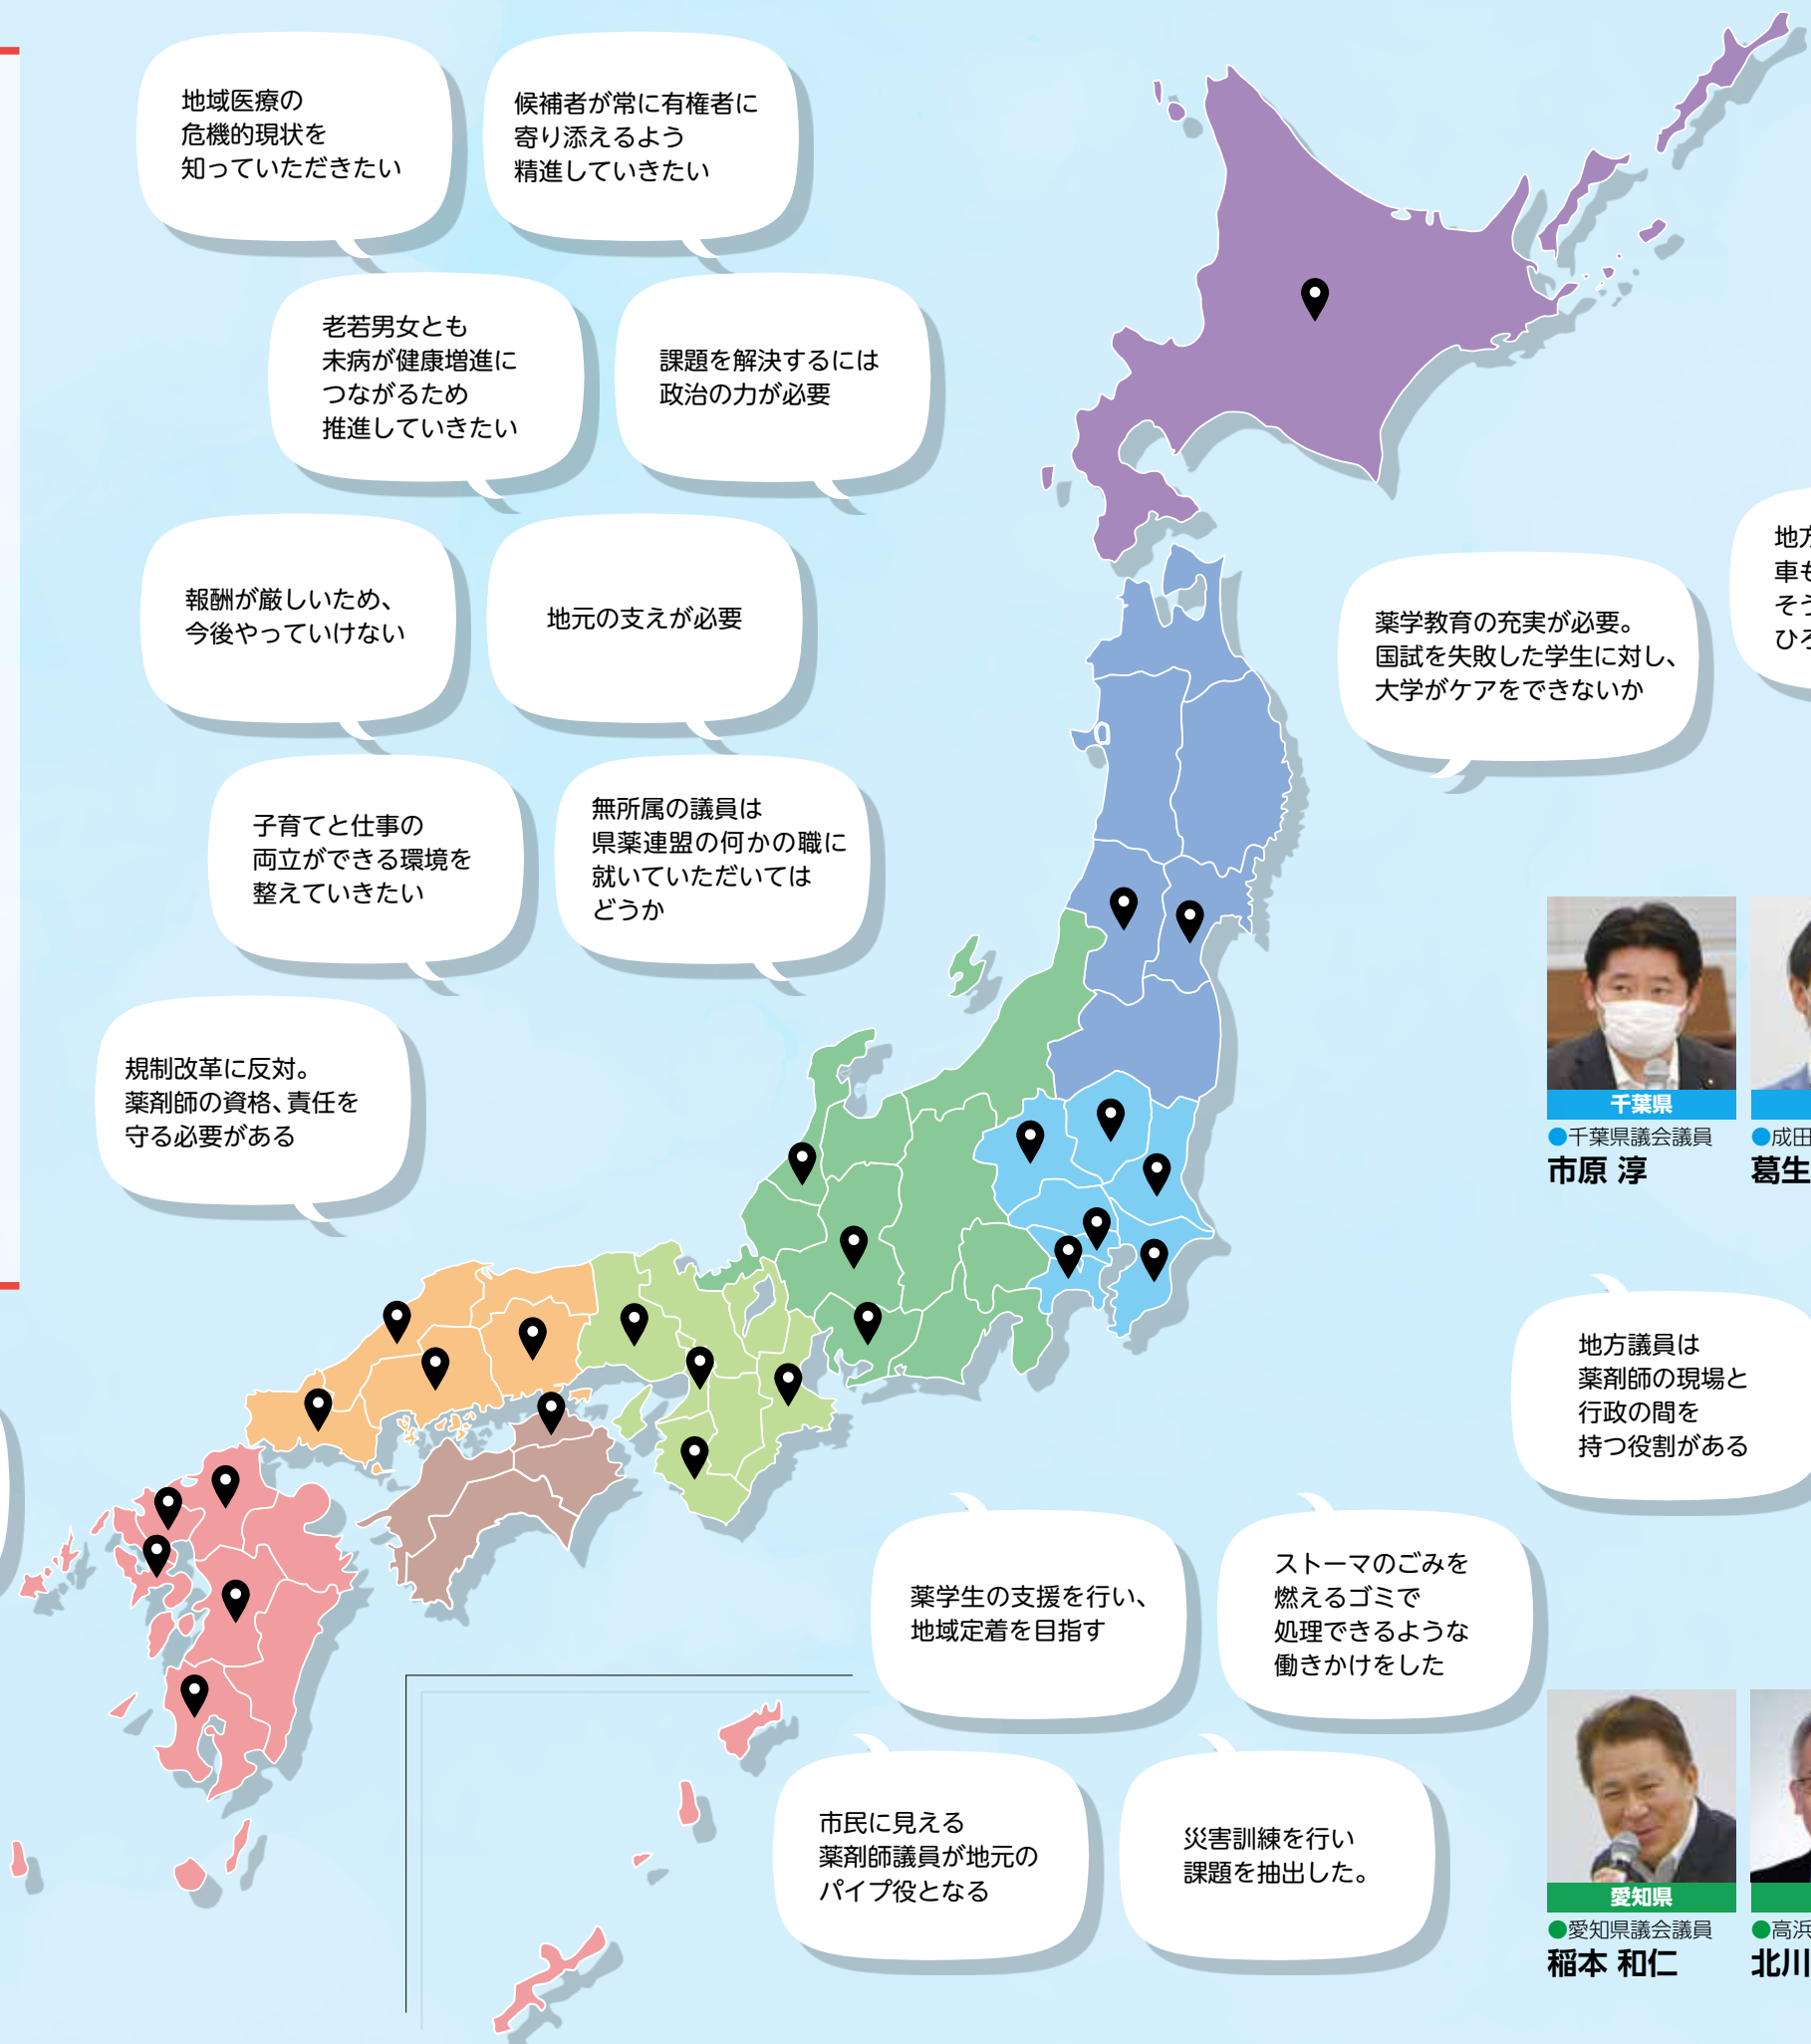 地域医療の
危機的現状を
知っていただきたい
候補者が常に有権者に
寄り添えるよう
精進していきたい
老若男女とも
未病が健康増進に
つながるため
推進していきたい
課題を解決するには
政治の力が必要
報酬が厳しいため、
今後やっていけない
地元の支えが必要
薬学教育の充実が必要。
国試を失敗した学生に対し、
大学がケアをできないか
地方
車も
そう
ひろ
子育てと仕事の
両立ができる環境を
整えていきたい
無所属の議員は
県薬連盟の何かの職に
就いていただいては
どうか
規制改革に反対。
薬剤師の資格、責任を
守る必要がある
千葉県
●千葉県議会議員
市原 淳
●成田
葛生
地方議員は
薬剤師の現場と
行政の間を
持つ役割がある
薬学生の支援を行い、
地域定着を目指す
ストーマのごみを
燃えるゴミで
処理できるような
働きかけをした
市民に見える
薬剤師議員が地元の
パイプ役となる
災害訓練を行い
課題を抽出した。
愛知県
●愛知県議会議員
稲本 和仁
●高浜
北川